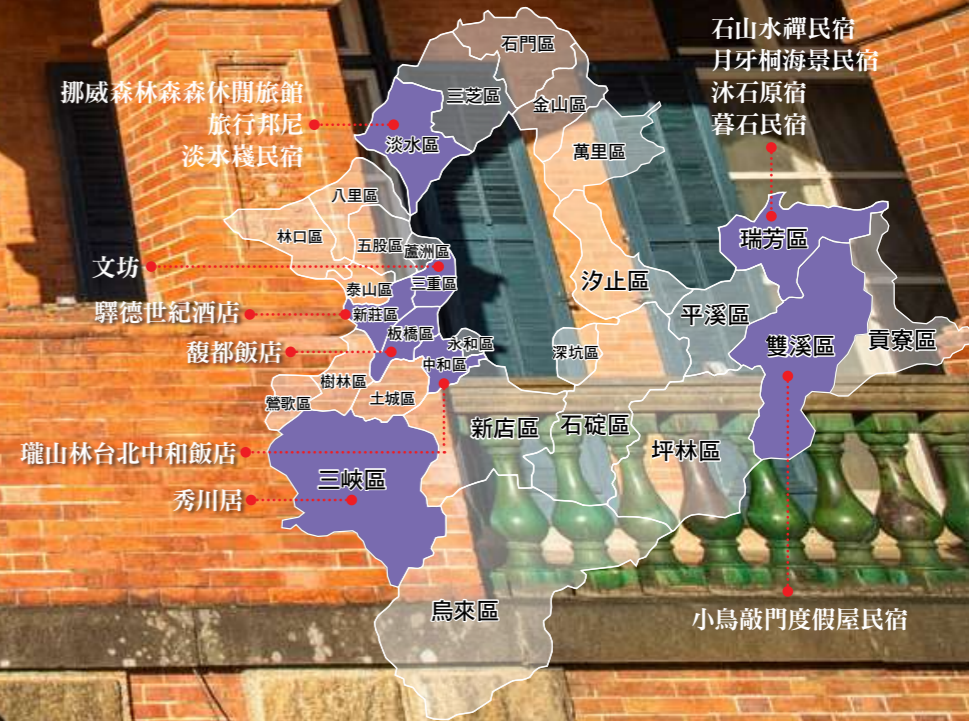 石山水禪民宿
月牙桐海景民宿
沐石原宿
暮石民宿
挪威森林森森休閒旅館
旅行邦尼
淡水嶘民宿
石門區
三芝區
金山區
淡水區
萬里區
八里區
林口區
五股區
蘆洲區
瑞芳區
文坊
汐止區
三重區
泰山區
驛德世紀酒店
新莊區
平溪區
板橋區
雙溪區
貢寮區
馥都飯店
永和區
深坑區
中和區
樹林區
土城區
鶯歌區
新店區
石碇區
坪林區
瓏山林台北中和飯店
三峽區
秀川居
烏來區
小鳥敲門度假屋民宿